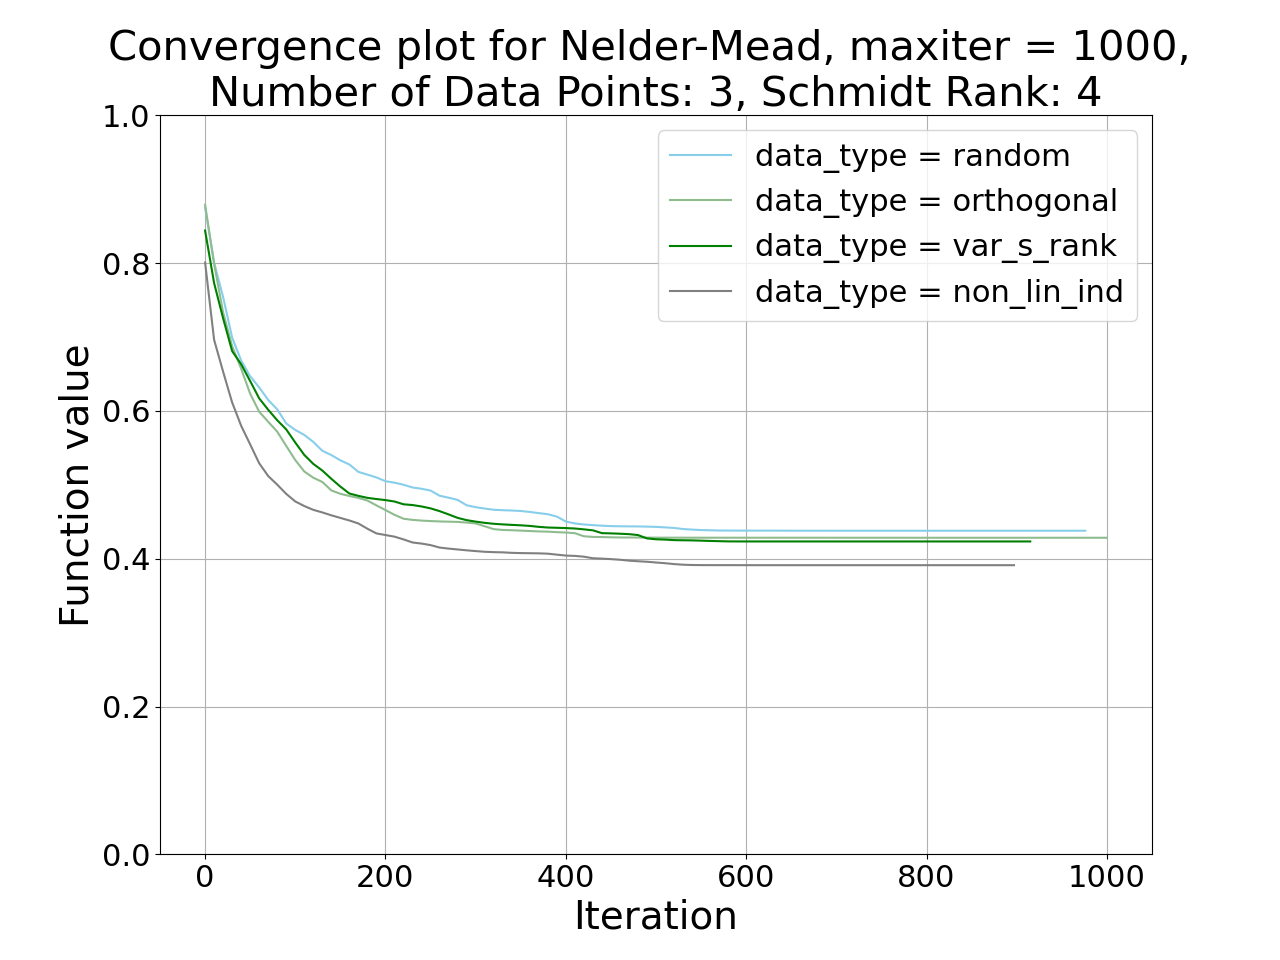 Convergence plot for Nelder-Mead, maxiter = 1000,
Number of Data Points: 3, Schmidt Rank: 4
1.0
0.8
0.6
0.4
0.2
0.0
Function value
data_type = random
data_type = orthogonal
data_type = var_s_rank
data_type = non_lin_ind
0 200 400 600 800 1000
Iteration